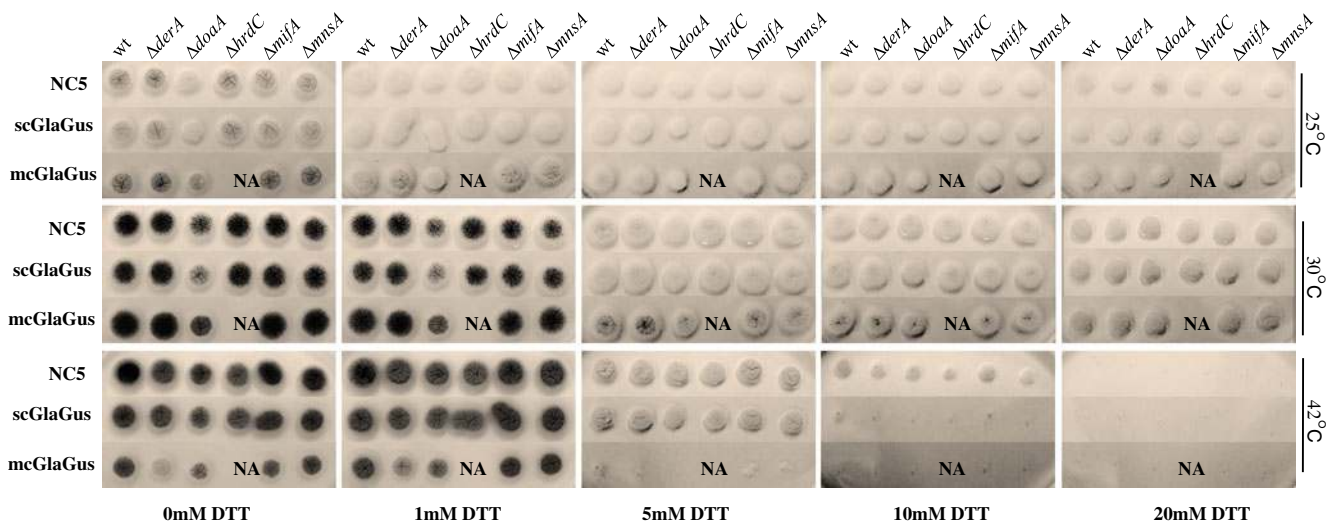 wt ΔderA ΔdoaA ΔhrdC ΔmifA ΔmnsA wt ΔderA ΔdoaA ΔhrdC ΔmifA ΔmnsA wt ΔderA ΔdoaA ΔhrdC ΔmifA ΔmnsA wt ΔderA ΔdoaA ΔhrdC ΔmifA ΔmnsA wt ΔderA ΔdoaA ΔhrdC ΔmifA ΔmnsA
NC5
scGlaGus
mcGlaGus NA NA NA NA NA
25°C
NC5
scGlaGus
mcGlaGus NA NA NA NA NA
30°C
NC5
scGlaGus
mcGlaGus NA NA NA NA NA
42°C
0mM DTT 1mM DTT 5mM DTT 10mM DTT 20mM DTT